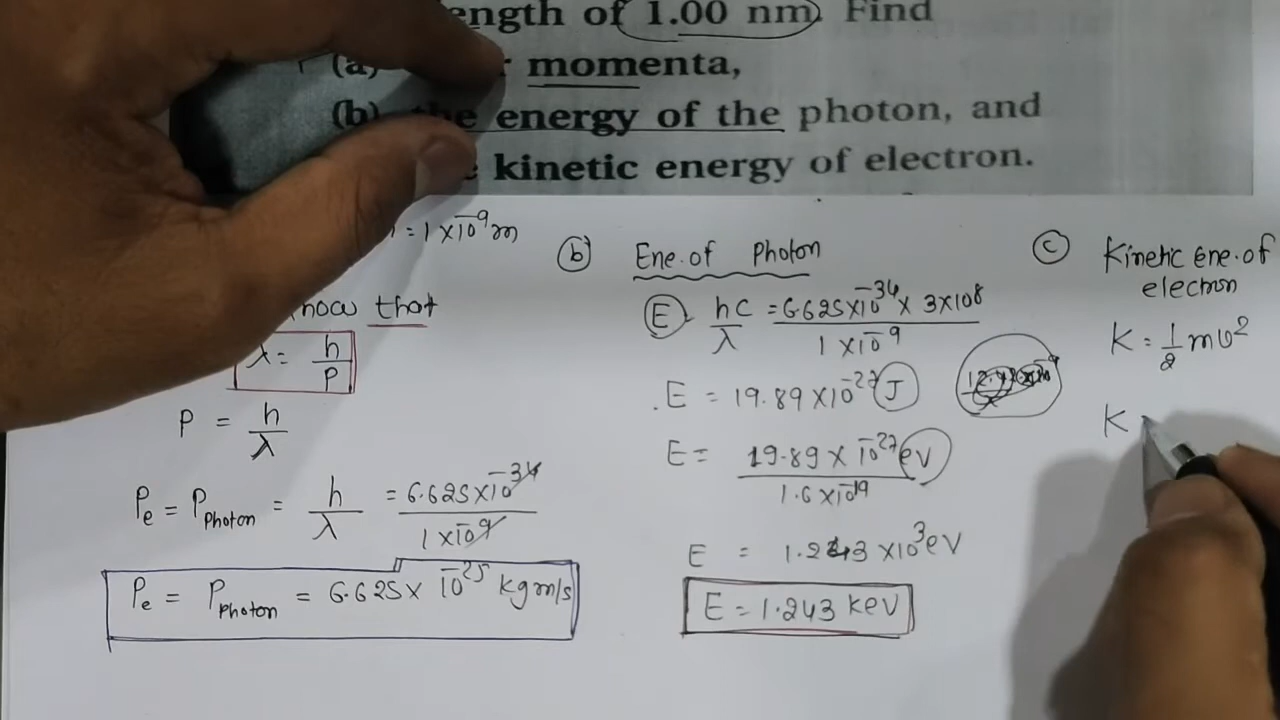 length of 1.00 nm. Find
(a) momenta,
(b) the energy of the photon, and
kinetic energy of electron.
= 1 × 10⁻⁹ m
know that
λ = h/P
P = h/λ
Pe = PPhoton = h/λ = 6.625×10⁻³⁴ / 1×10⁻⁹
Pe = PPhoton = 6.625 × 10⁻²⁵ kgm/s
(b) Ene. of Photon
E. hc/λ = 6.625×10⁻³⁴ × 3×10⁸ / 1×10⁻⁹
.E = 19.89×10⁻²⁷ J
E = 19.89 × 10⁻²⁷ eV / 1.6×10⁻¹⁹
E = 1.243 ×10³ eV
E = 1.243 KeV
(c) Kinetic ene. of
electron
K = 1/2 mv²
K